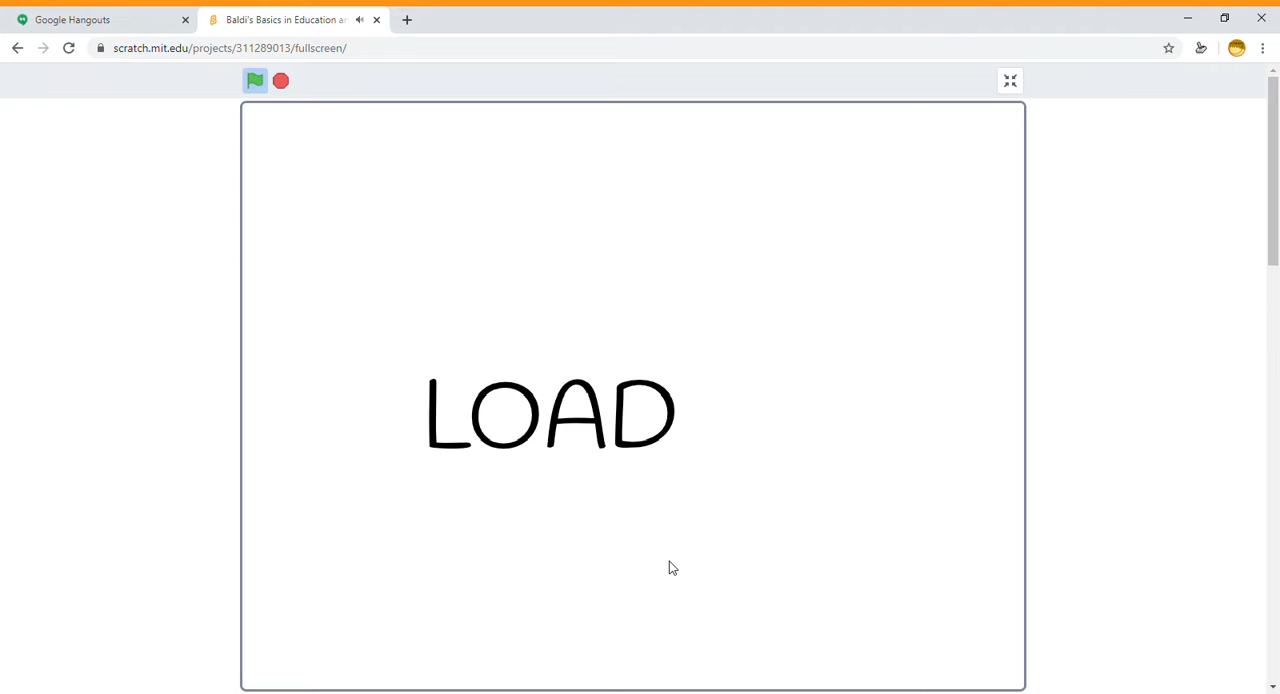 Google Hangouts
Baldi's Basics in Education ar
scratch.mit.edu/projects/311289013/fullscreen/
LOAD